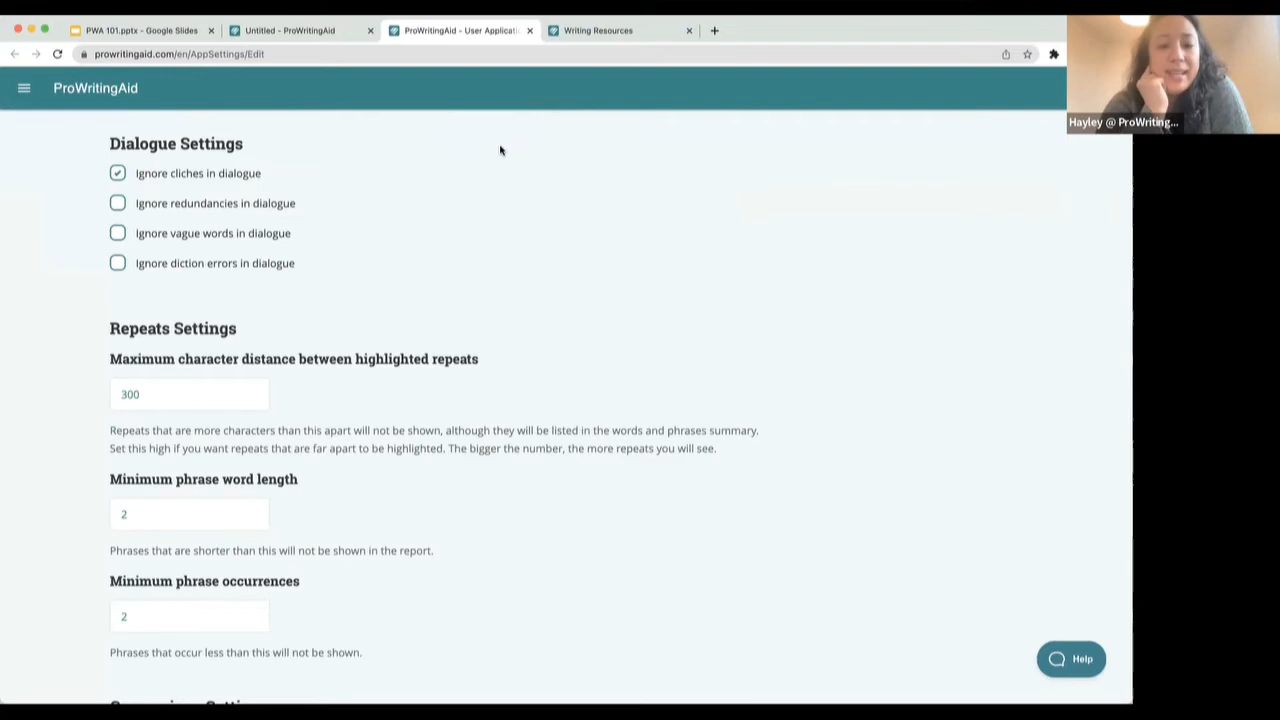 PWA 101.pptx - Google Slides
Untitled - ProWritingAid
ProWritingAid - User Applicati
Writing Resources
prowritingaid.com/en/AppSettings/Edit
ProWritingAid
Hayley @ ProWriting...
Dialogue Settings
Ignore cliches in dialogue
Ignore redundancies in dialogue
Ignore vague words in dialogue
Ignore diction errors in dialogue
Repeats Settings
Maximum character distance between highlighted repeats
300
Repeats that are more characters than this apart will not be shown, although they will be listed in the words and phrases summary.
Set this high if you want repeats that are far apart to be highlighted. The bigger the number, the more repeats you will see.
Minimum phrase word length
2
Phrases that are shorter than this will not be shown in the report.
Minimum phrase occurrences
2
Phrases that occur less than this will not be shown.
Help